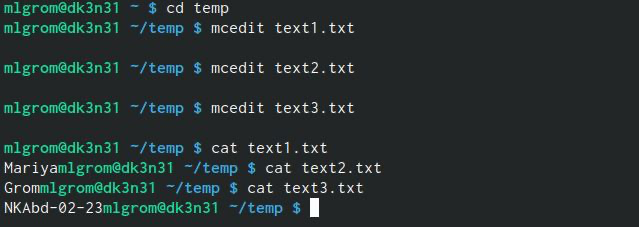 mlgrom@dk3n31 ~ $ cd temp
mlgrom@dk3n31 ~/temp $ mcedit text1.txt
mlgrom@dk3n31 ~/temp $ mcedit text2.txt
mlgrom@dk3n31 ~/temp $ mcedit text3.txt
mlgrom@dk3n31 ~/temp $ cat text1.txt
Mariyamlgrom@dk3n31 ~/temp $ cat text2.txt
Grommlgrom@dk3n31 ~/temp $ cat text3.txt
NKAbd-02-23mlgrom@dk3n31 ~/temp $